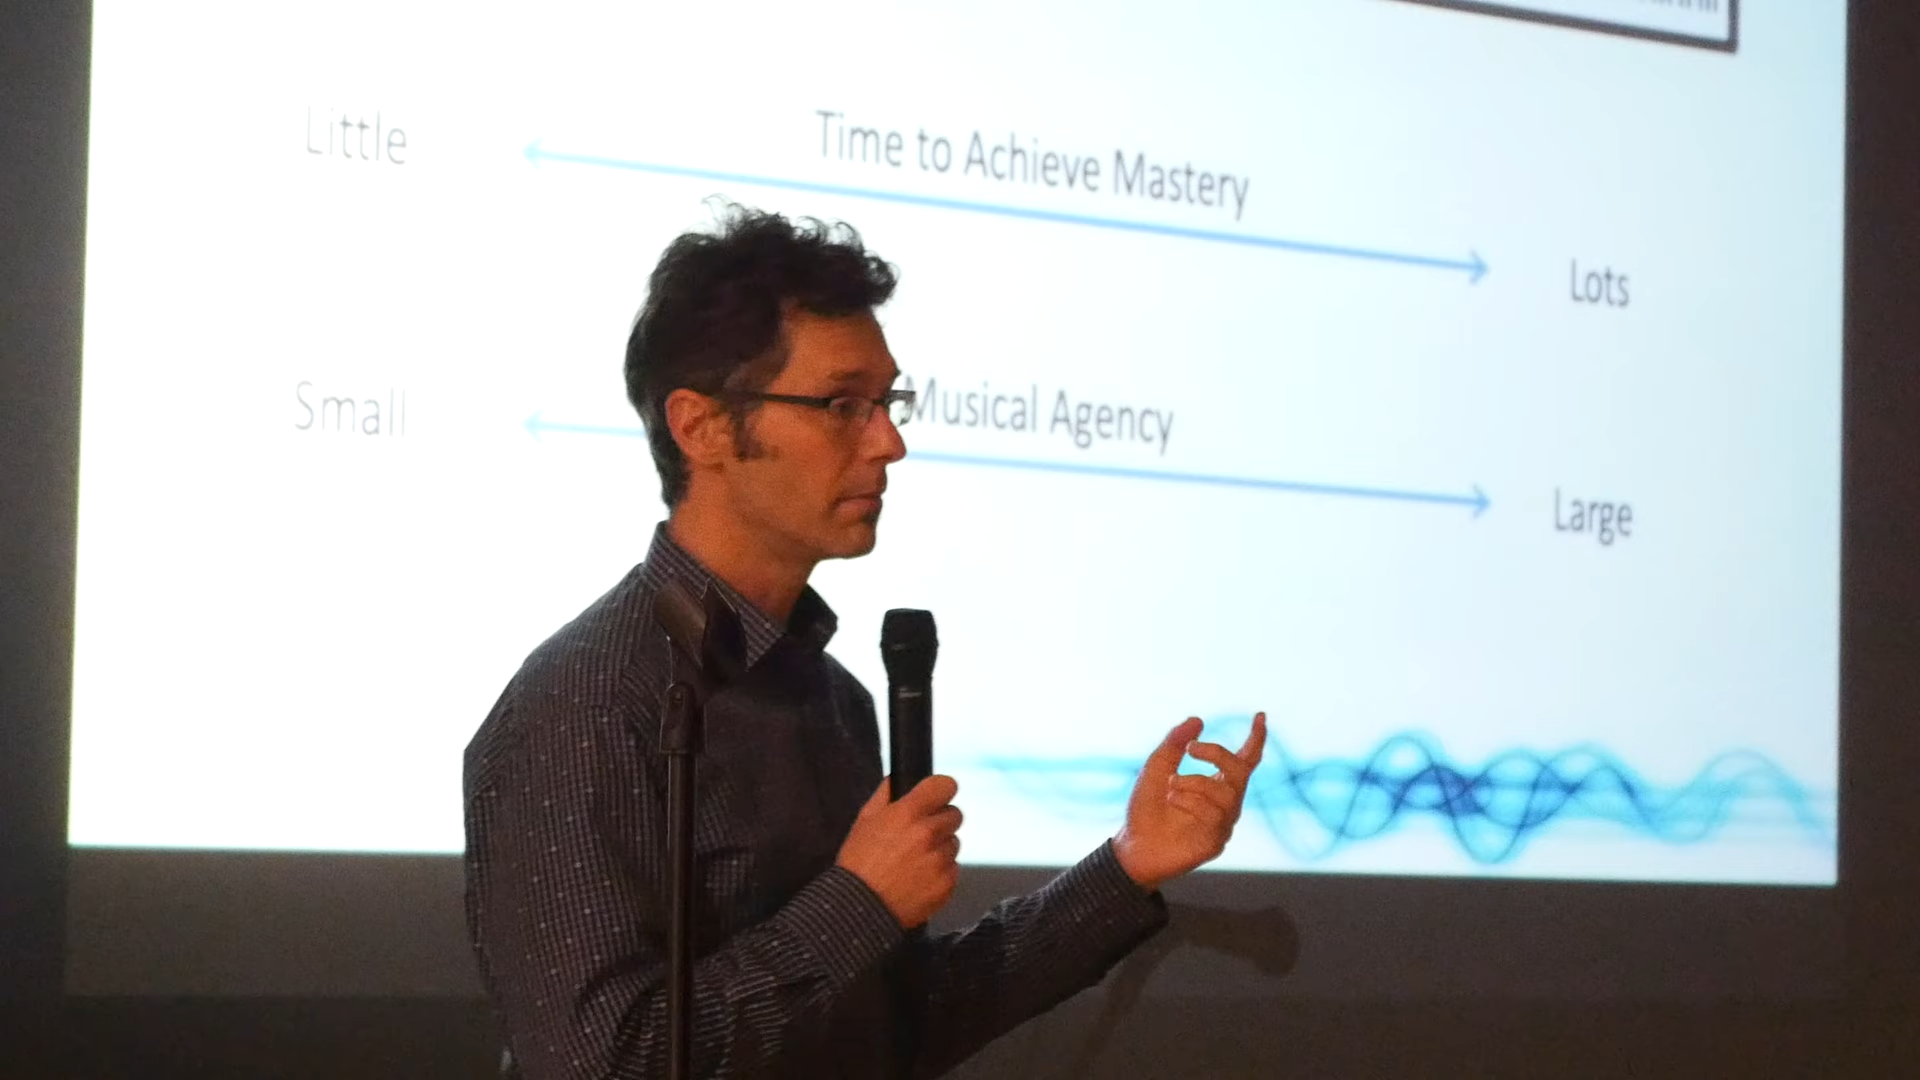 Little
Time to Achieve Mastery
Lots
Small
Musical Agency
Large